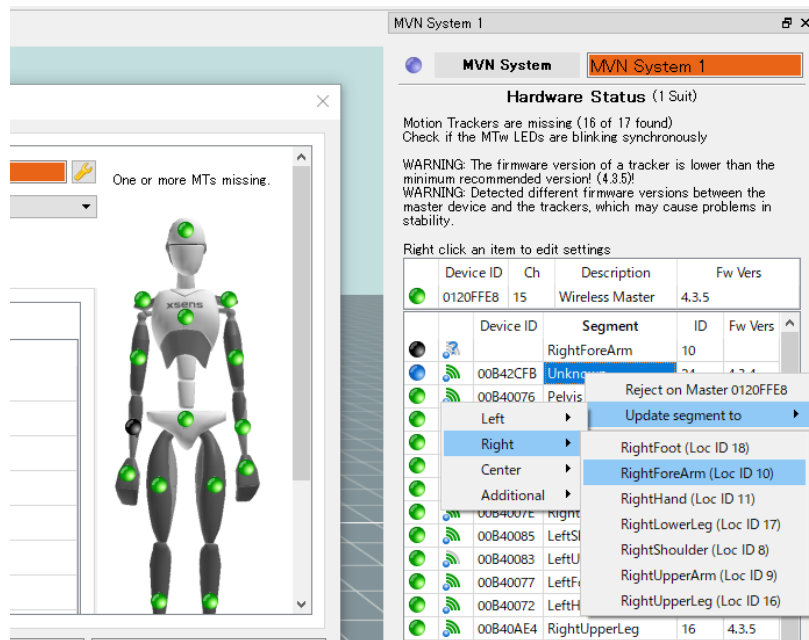 MVN System 1
MVN System
MVN System 1
Hardware Status (1 Suit)
Motion Trackers are missing (16 of 17 found)
Check if the MTw LEDs are blinking synchronously
WARNING: The firmware version of a tracker is lower than the
minimum recommended version! (4.3.5)!
WARNING: Detected different firmware versions between the
master device and the trackers, which may cause problems in
stability.
Right click an item to edit settings
Device ID Ch Description Fw Vers
0120FFE8 15 Wireless Master 4.3.5
Device ID Segment ID Fw Vers
RightForeArm 10
00B42CFB
00B40076 Pelvis
Reject on Master 0120FFE8
Update segment to
Left
Right
Center
Additional
RightFoot (Loc ID 18)
RightForeArm (Loc ID 10)
RightHand (Loc ID 11)
RightLowerLeg (Loc ID 17)
RightShoulder (Loc ID 8)
RightUpperArm (Loc ID 9)
RightUpperLeg (Loc ID 16)
00B40085
00B40083
00B40077
00B40072
00B40AE4 RightUpperLeg 16 4.3.5
One or more MTs missing.
xsens